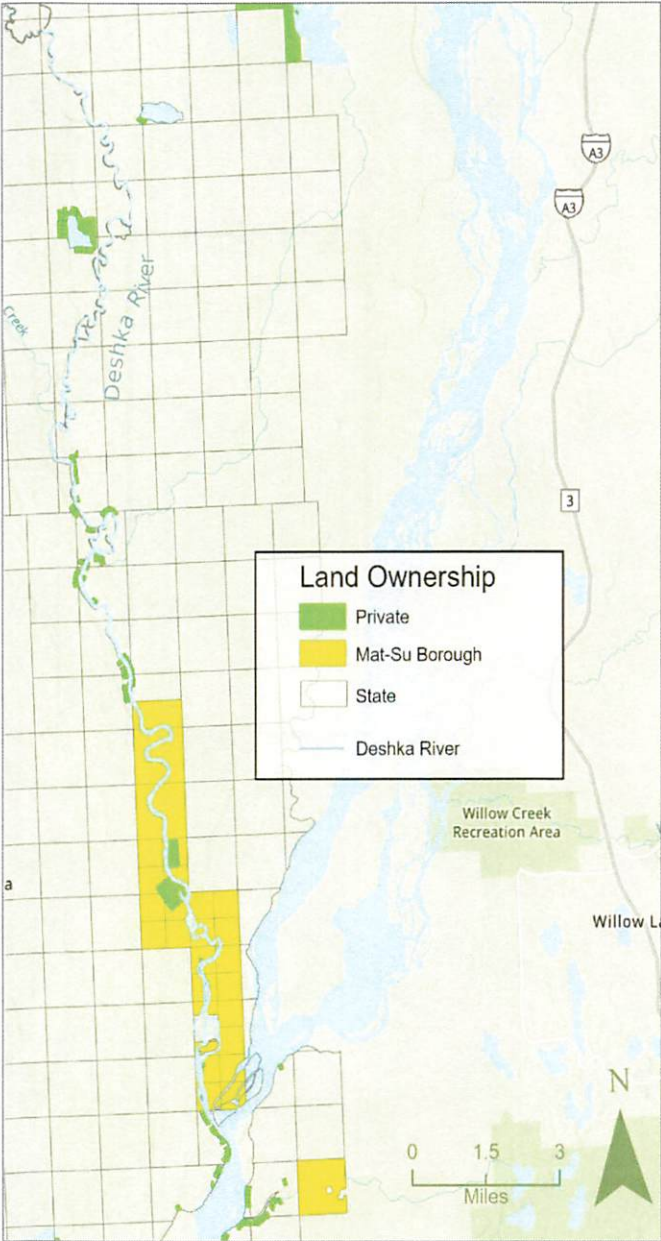 A3
A3
Creek
Deshka River
3
Land Ownership
Private
Mat-Su Borough
State
Deshka River
Willow Creek
Recreation Area
a
Willow La
N
0 1.5 3
Miles